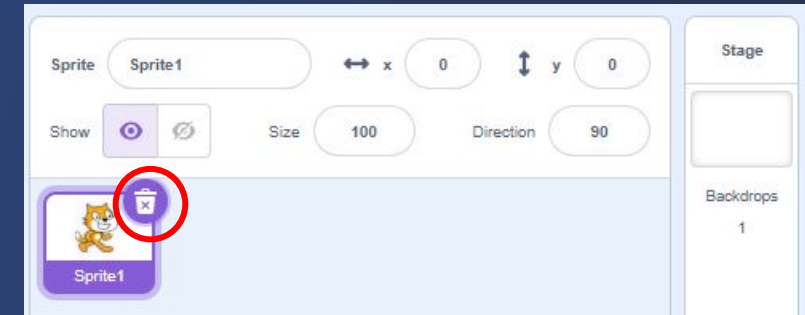 Sprite Sprite1 x 0 y 0
Show Size 100 Direction 90
Sprite1
Stage
Backdrops
1